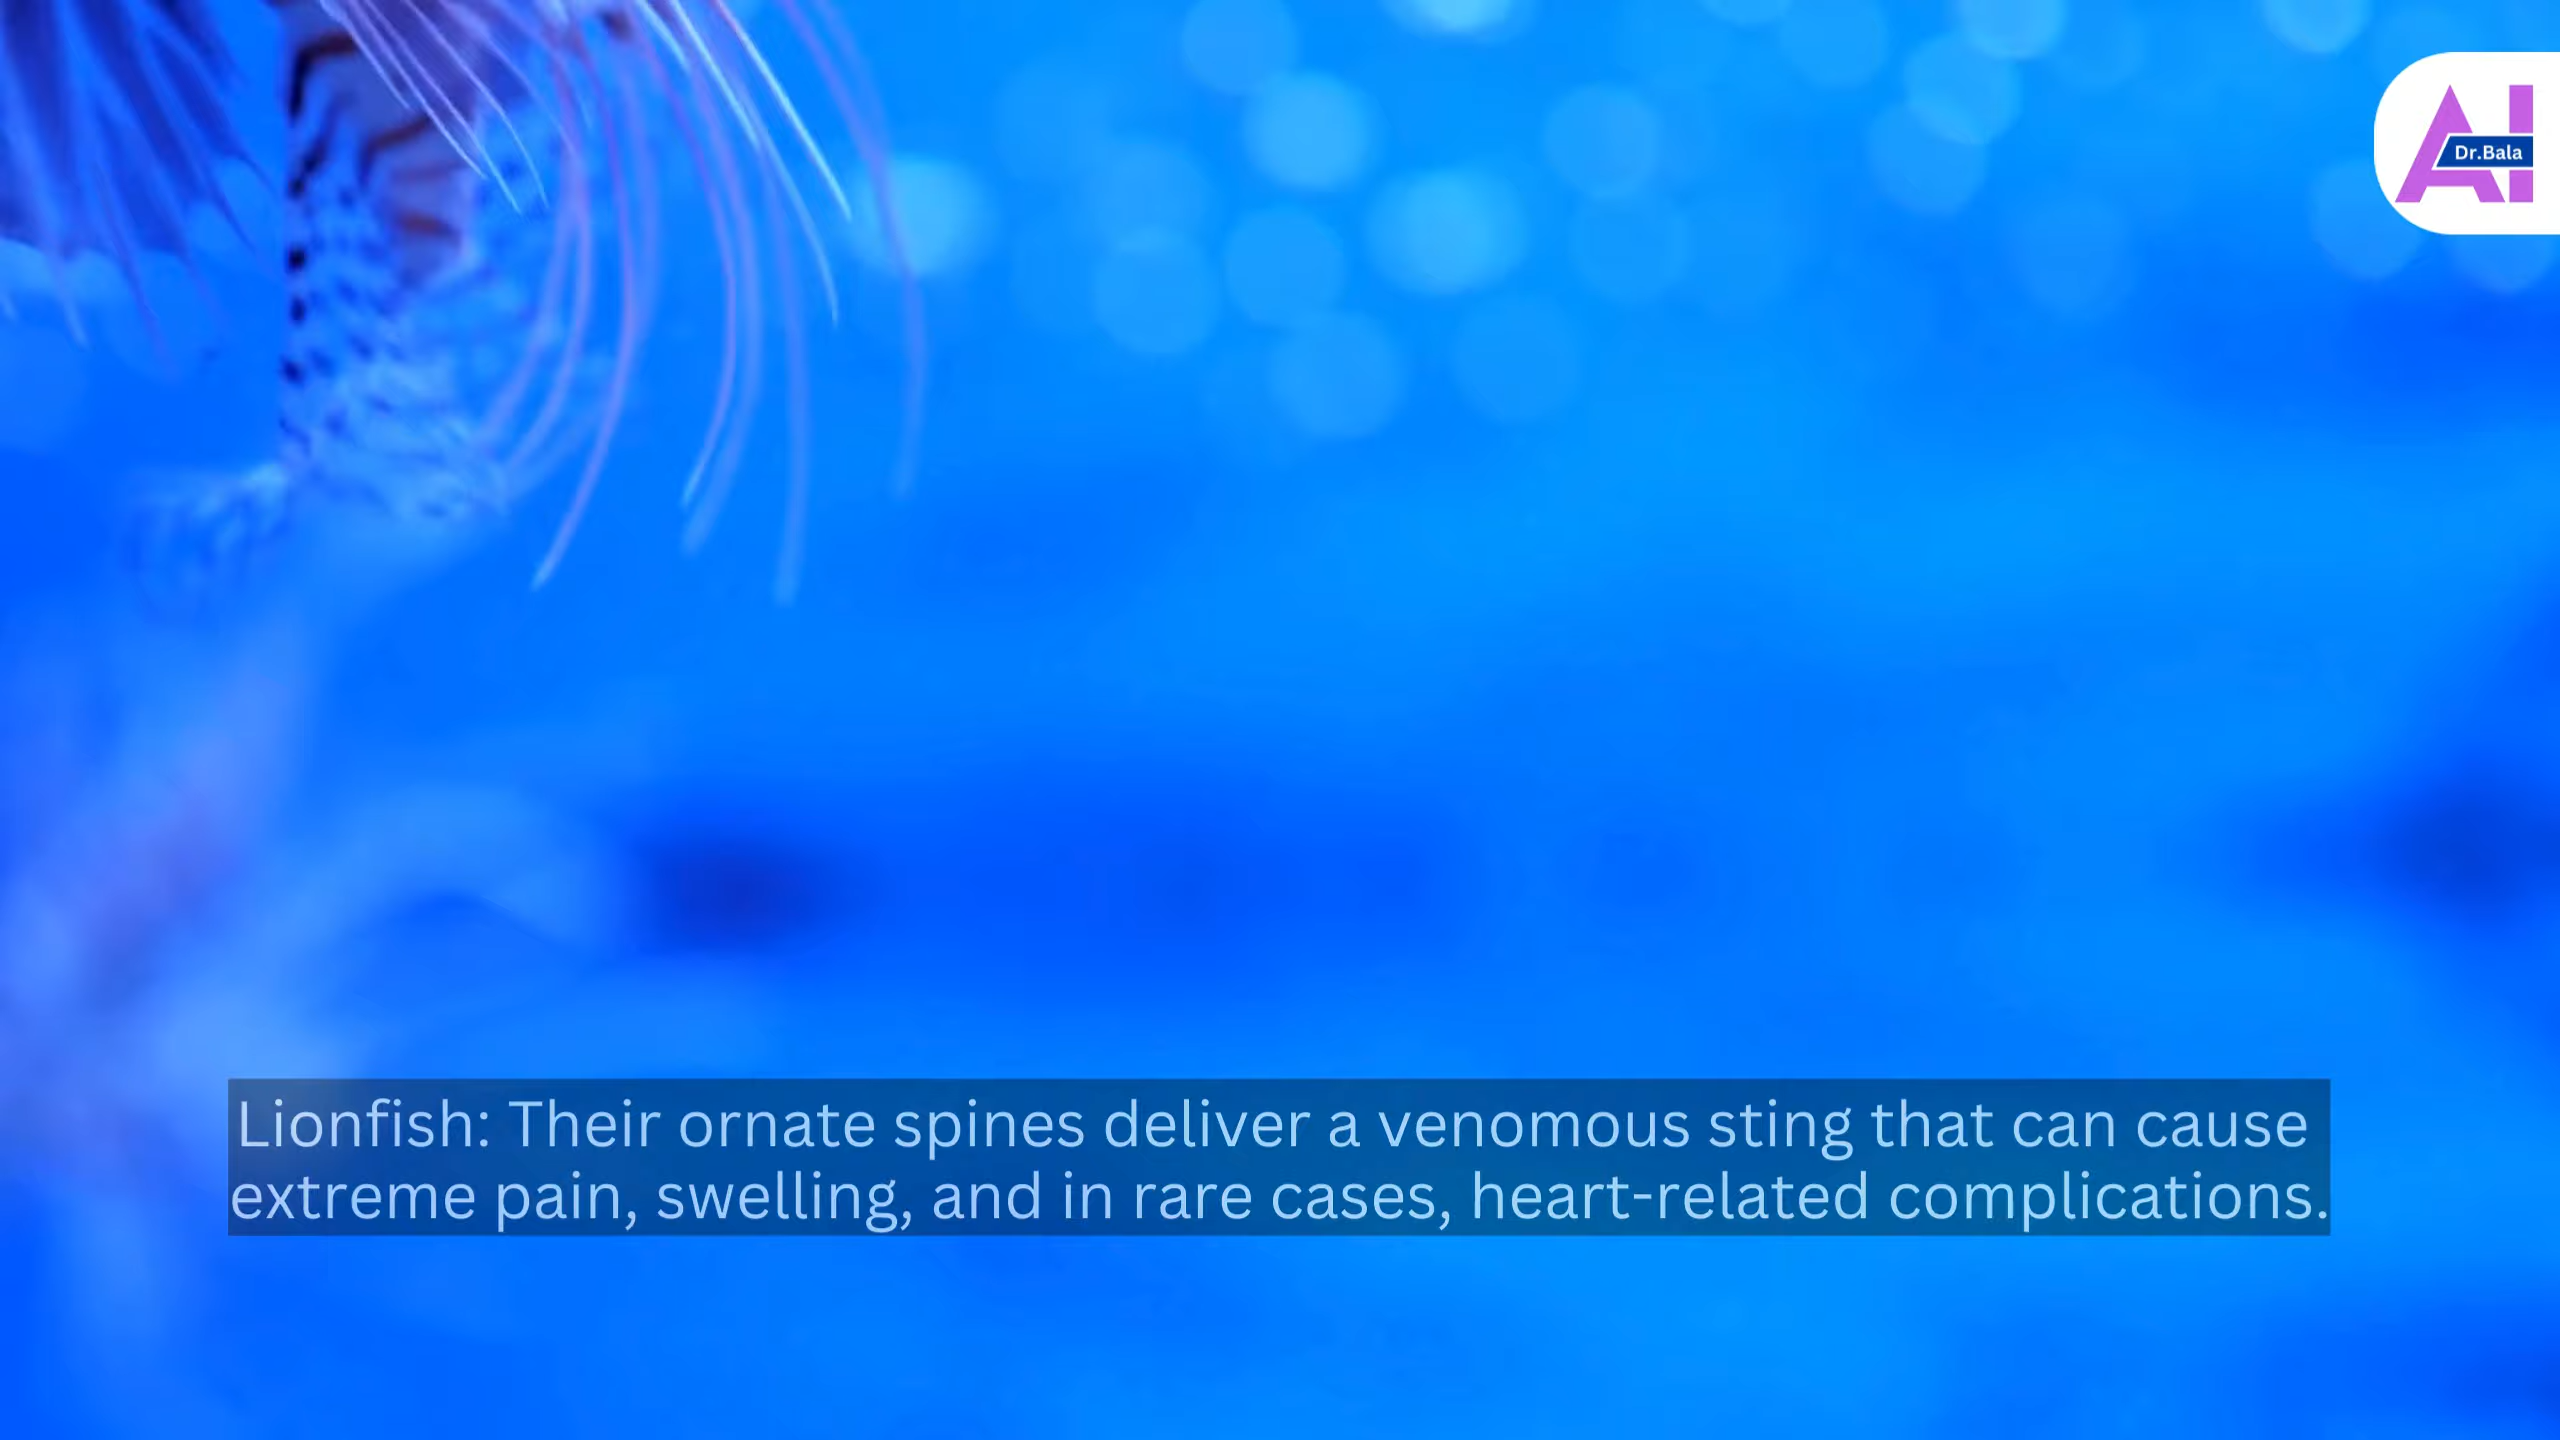 AI
Dr.Bala
Lionfish: Their ornate spines deliver a venomous sting that can cause
extreme pain, swelling, and in rare cases, heart-related complications.